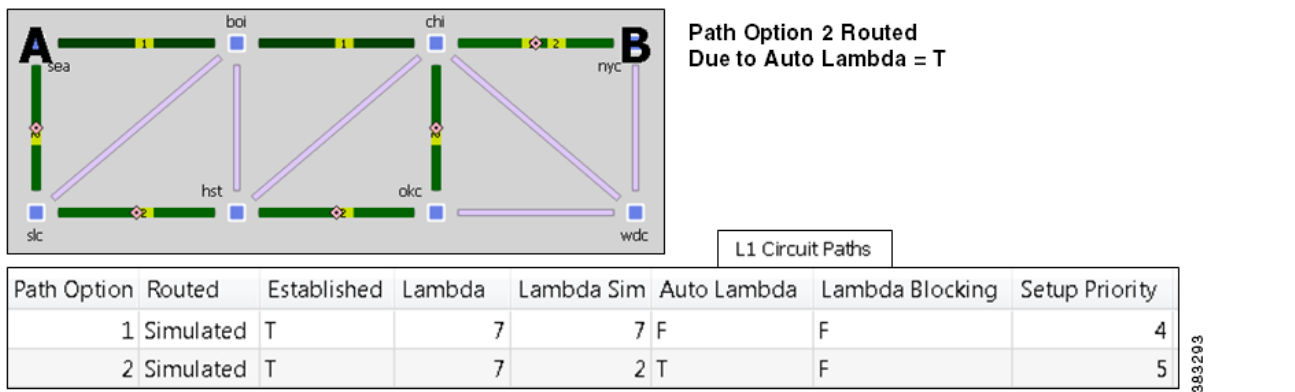 boi
chi
A
1
1
2
B
sea
nyc
2
2
hst
okc
2
2
slc
wdc
Path Option 2 Routed
Due to Auto Lambda = T
L1 Circuit Paths
Path Option Routed Established Lambda Lambda Sim Auto Lambda Lambda Blocking Setup Priority
1 Simulated T 7 7 F F 4
2 Simulated T 7 2 T F 5
383293